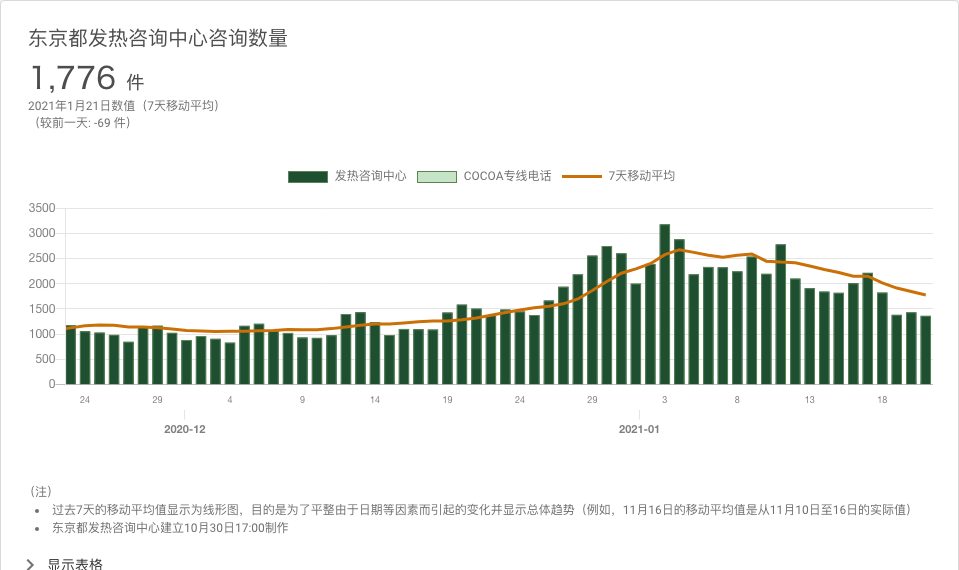 东京都发热咨询中心咨询数量
1,776 件
2021年1月21日数值（7天移动平均）
（较前一天: -69 件）
发热咨询中心 COCOA专线电话 7天移动平均
3500
3000
2500
2000
1500
1000
500
0
24 29 4 9 14 19 24 29 3 8 13 18
2020-12 2021-01
（注）
• 过去7天的移动平均值显示为线形图，目的是为了平整由于日期等因素而引起的变化并显示总体趋势（例如，11月16日的移动平均值是从11月10日至16日的实际值）
• 东京都发热咨询中心建立10月30日17:00制作
显示表格